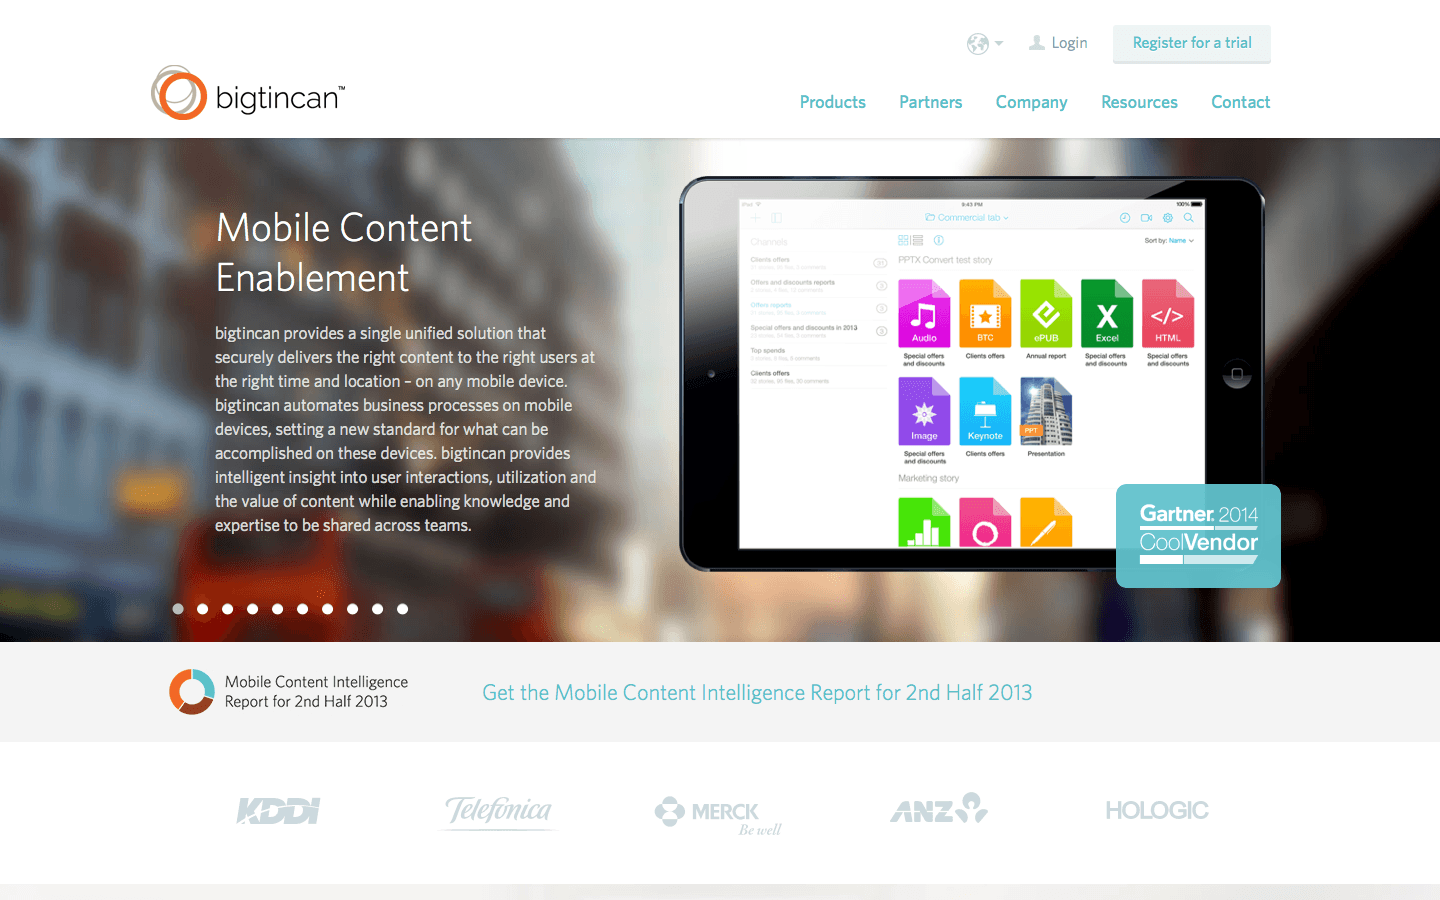 Login
Register for a trial
bigtincan™
Products
Partners
Company
Resources
Contact
Mobile Content
Enablement
bigtincan provides a single unified solution that
securely delivers the right content to the right users at
the right time and location – on any mobile device.
bigtincan automates business processes on mobile
devices, setting a new standard for what can be
accomplished on these devices. bigtincan provides
intelligent insight into user interactions, utilization and
the value of content while enabling knowledge and
expertise to be shared across teams.
iPad
9:43 PM
100%
Commercial tab
Channels
Clients offers
Offers and discounts reports
Offers reports
Special offers and discounts in 2013
Top spends
Clients offers
Sort by: Name
PPTX Convert test story
Audio
BTC
ePUB
Excel
</>
HTML
Special offers
and discounts
Clients offers
Annual report
Special offers
and discounts
Special offers
and discounts
Image
Keynote
PPT
Special offers
and discounts
Clients offers
Presentation
Marketing story
Gartner. 2014
CoolVendor
Mobile Content Intelligence
Report for 2nd Half 2013
Get the Mobile Content Intelligence Report for 2nd Half 2013
KDDI
Telefónica
MERCK
Be well
ANZ
HOLOGIC